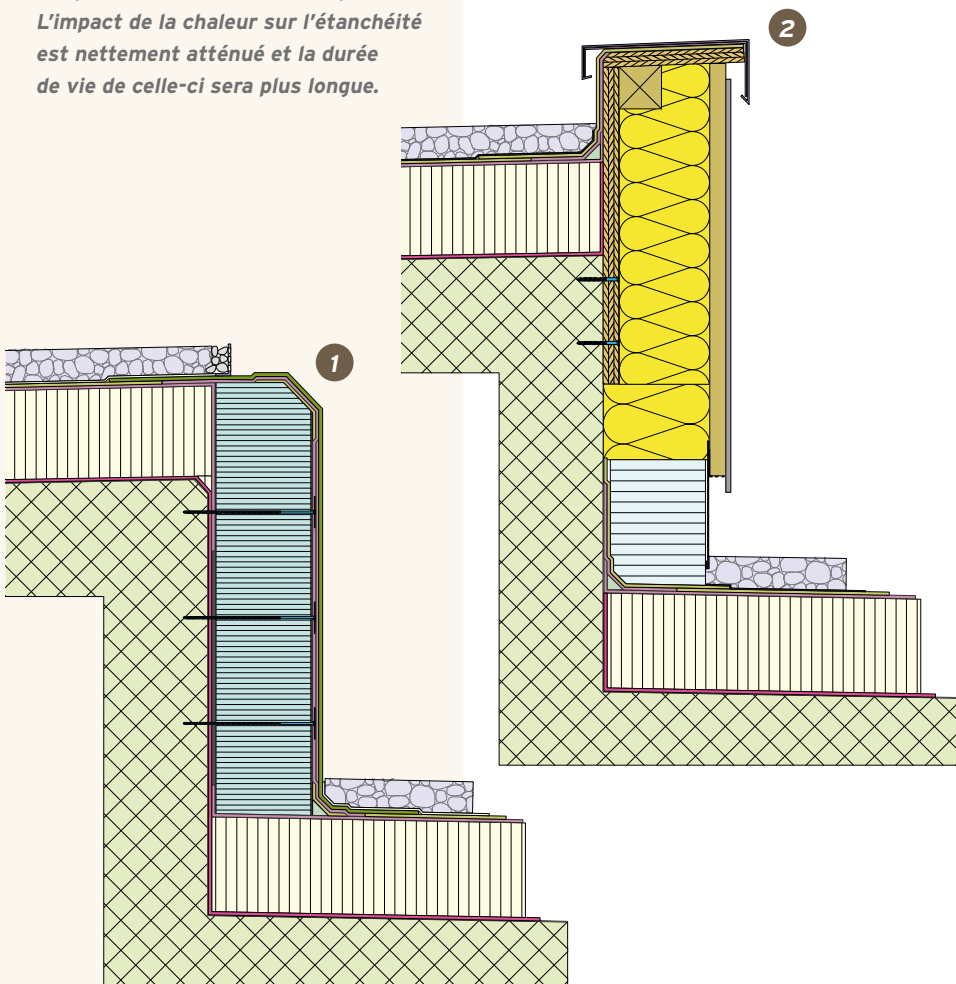 L'impact de la chaleur sur l'étanchéité
est nettement atténué et la durée
de vie de celle-ci sera plus longue.
2
1